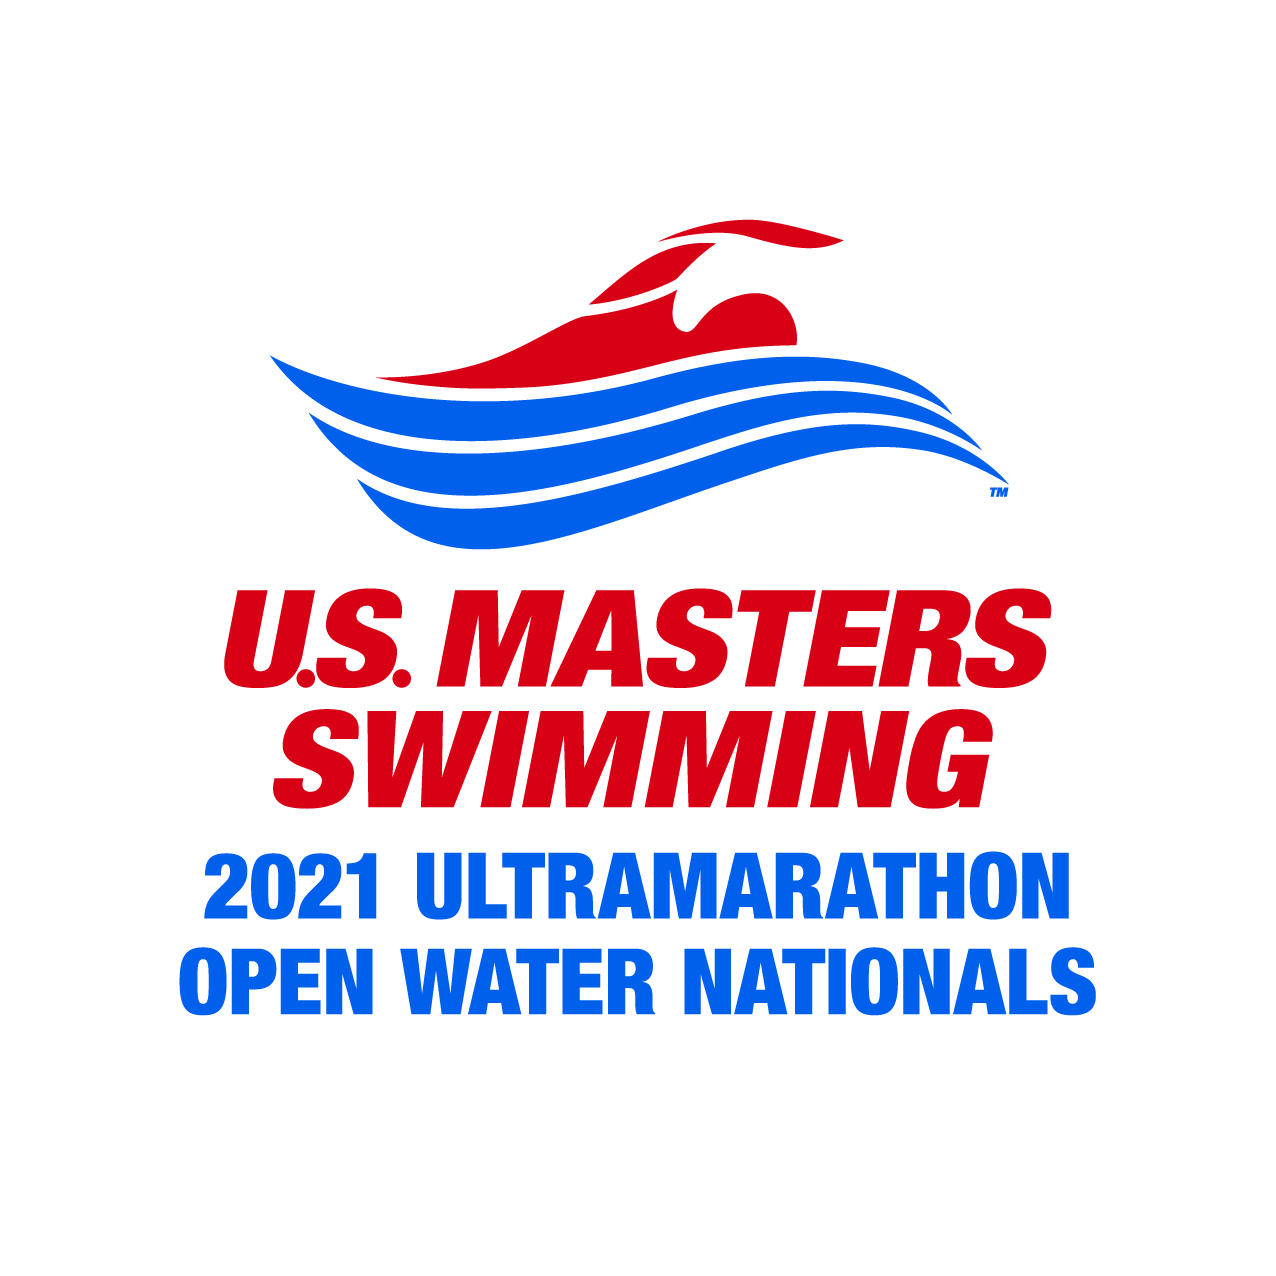 TM
U.S. MASTERS
SWIMMING
2021 ULTRAMARATHON
OPEN WATER NATIONALS